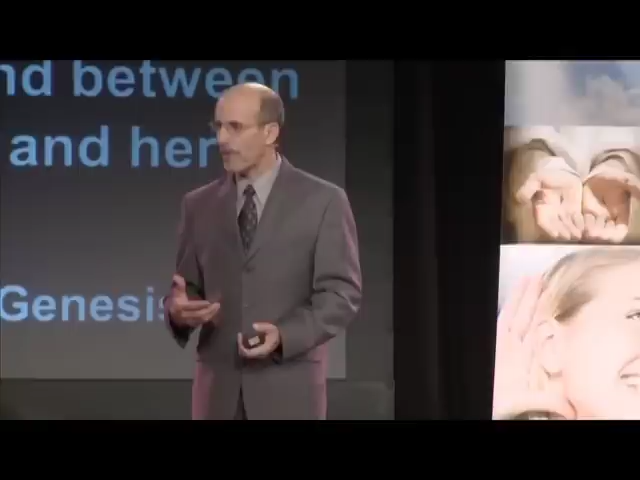 nd between
and her
Genesis